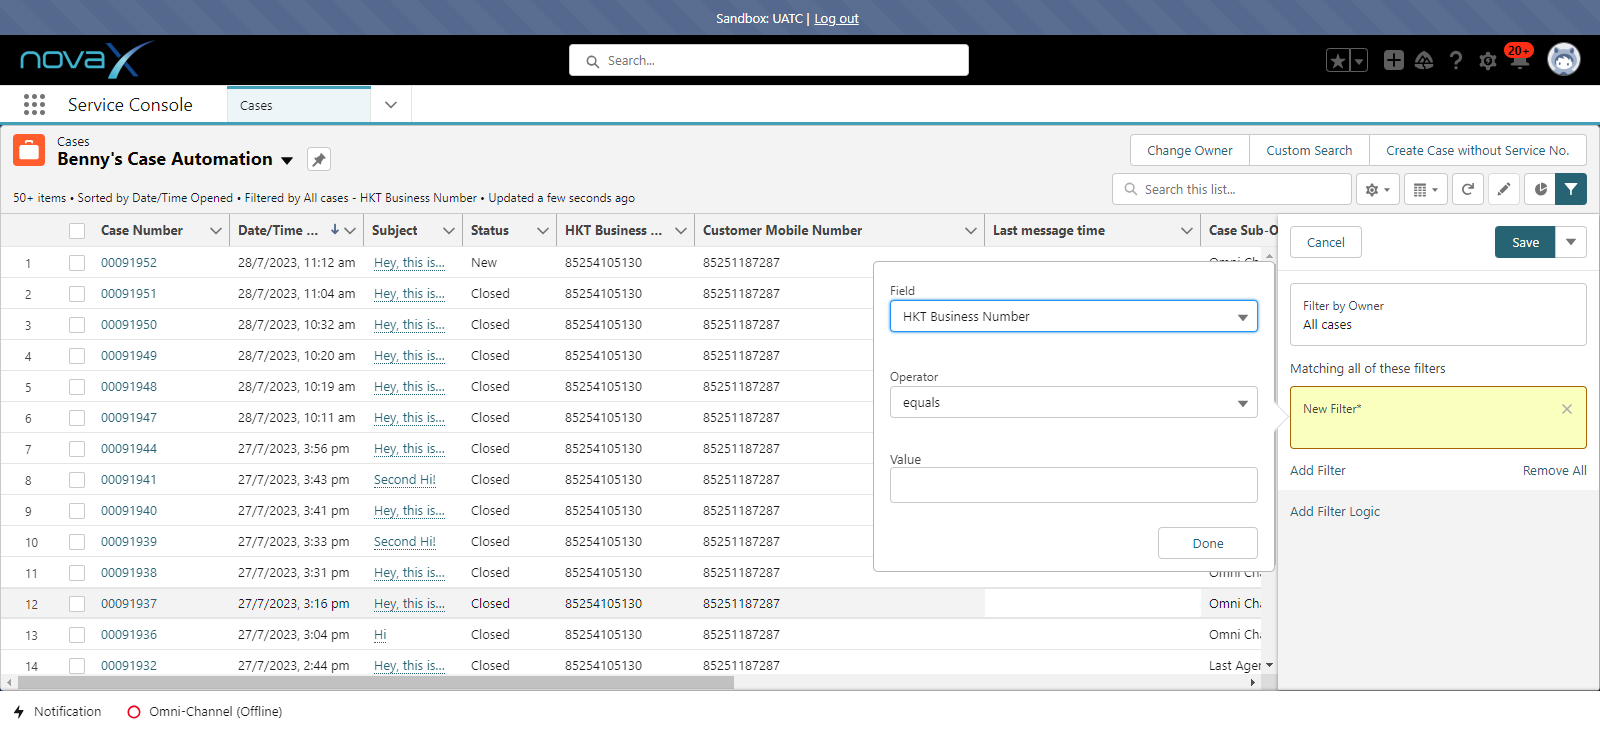 Sandbox: UATC | Log out
novax
Search...
20+
Service Console
Cases
Cases
Benny's Case Automation
Change Owner
Custom Search
Create Case without Service No.
50+ items • Sorted by Date/Time Opened • Filtered by All cases - HKT Business Number • Updated a few seconds ago
Search this list...
Case Number Date/Time ... Subject Status HKT Business ... Customer Mobile Number Last message time Case Sub-O
1 00091952 28/7/2023, 11:12 am Hey, this is... New 85254105130 85251187287 Omni Ch
2 00091951 28/7/2023, 11:04 am Hey, this is... Closed 85254105130 85251187287
3 00091950 28/7/2023, 10:32 am Hey, this is... Closed 85254105130 85251187287
4 00091949 28/7/2023, 10:20 am Hey, this is... Closed 85254105130 85251187287
5 00091948 28/7/2023, 10:19 am Hey, this is... Closed 85254105130 85251187287
6 00091947 28/7/2023, 10:11 am Hey, this is... Closed 85254105130 85251187287
7 00091944 27/7/2023, 3:56 pm Hey, this is... Closed 85254105130 85251187287
8 00091941 27/7/2023, 3:43 pm Second Hi! Closed 85254105130 85251187287
9 00091940 27/7/2023, 3:41 pm Hey, this is... Closed 85254105130 85251187287
10 00091939 27/7/2023, 3:33 pm Second Hi! Closed 85254105130 85251187287
11 00091938 27/7/2023, 3:31 pm Hey, this is... Closed 85254105130 85251187287 Omni Cha
12 00091937 27/7/2023, 3:16 pm Hey, this is... Closed 85254105130 85251187287 Omni Cha
13 00091936 27/7/2023, 3:04 pm Hi Closed 85254105130 85251187287 Omni Cha
14 00091932 27/7/2023, 2:44 pm Hey, this is... Closed 85254105130 85251187287 Last Ager
Field
HKT Business Number
Operator
equals
Value
Done
Cancel
Save
Filter by Owner
All cases
Matching all of these filters
New Filter*
Add Filter
Remove All
Add Filter Logic
Notification
Omni-Channel (Offline)